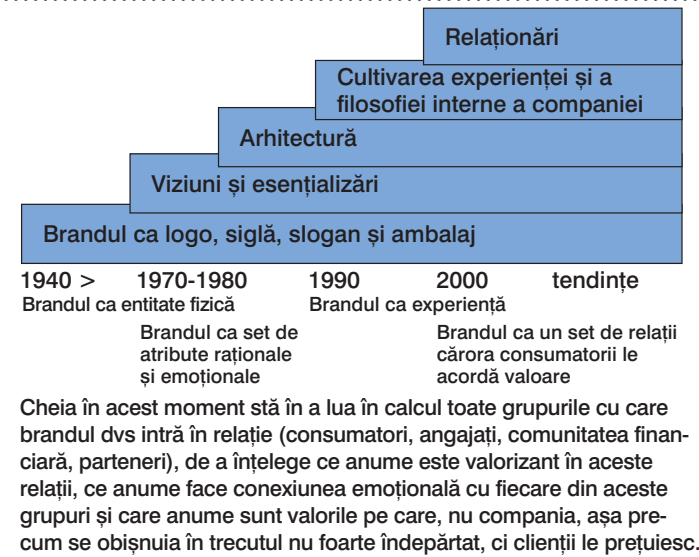 Relaționări
Cultivarea experienței și a
filosofiei interne a companiei
Arhitectură
Viziuni și esențializări
Brandul ca logo, siglă, slogan și ambalaj
1940 > 1970-1980 1990 2000 tendințe
Brandul ca entitate fizică Brandul ca experiență
Brandul ca set de Brandul ca un set de relații
atribute raționale cărora consumatorii le
și emoționale acordă valoare
Cheia în acest moment stă în a lua în calcul toate grupurile cu care
brandul dvs intră în relație (consumatori, angajați, comunitatea finan-
ciară, parteneri), de a înțelege ce anume este valorizant în aceste
relații, ce anume face conexiunea emoțională cu fiecare din aceste
grupuri și care anume sunt valorile pe care, nu compania, așa pre-
cum se obișnuia în trecutul nu foarte îndepărtat, ci clienții le prețuiesc.